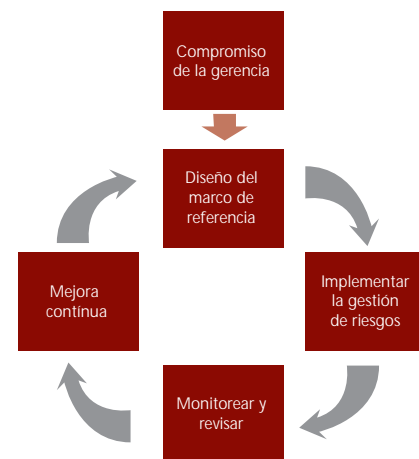 Compromiso
de la gerencia
Diseño del
marco de
referencia
Implementar
la gestión
de riesgos
Monitorear y
revisar
Mejora
contínua